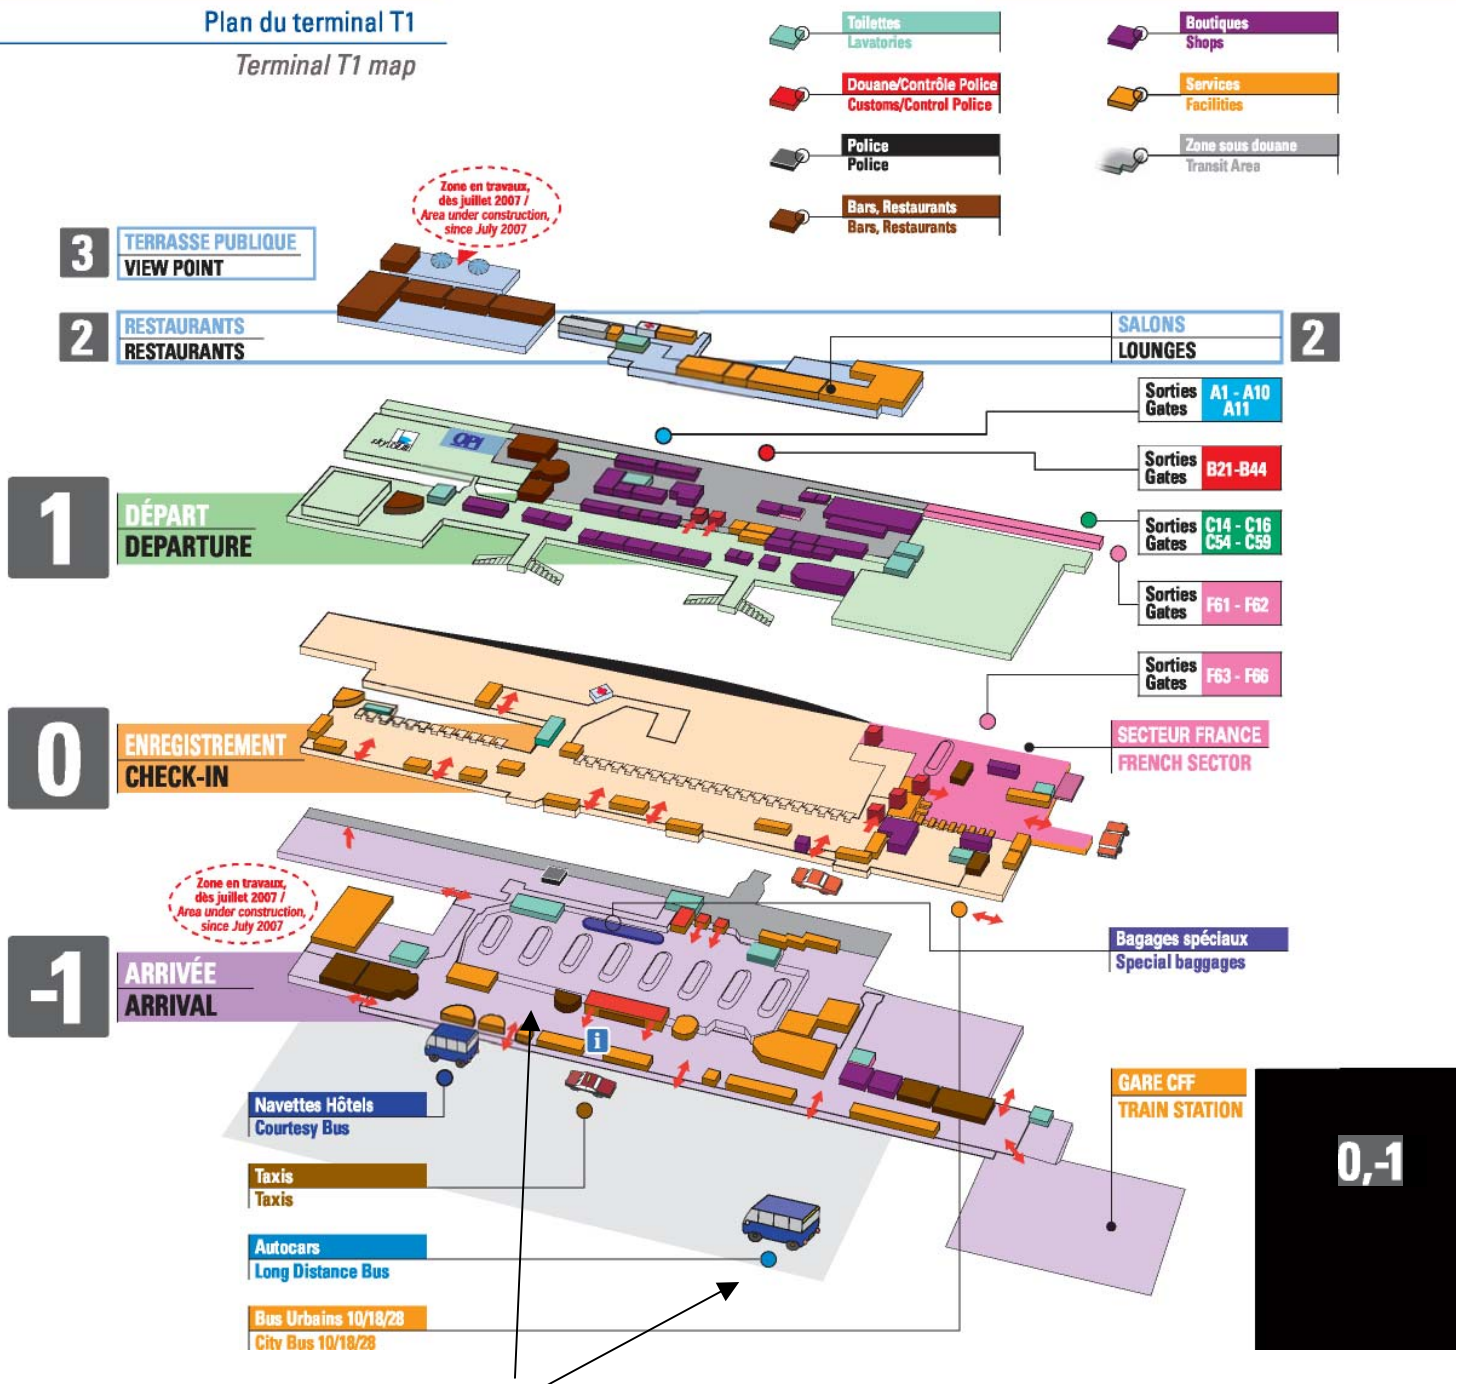 Plan du terminal T1
Terminal T1 map
Toilettes
Lavatories
Boutiques
Shops
Douane/Contrôle Police
Customs/Control Police
Services
Facilities
Police
Police
Zone sous douane
Transit Area
Bars, Restaurants
Bars, Restaurants
Zone en travaux,
dès juillet 2007 /
Area under construction,
since July 2007
3
TERRASSE PUBLIQUE
VIEW POINT
2
RESTAURANTS
RESTAURANTS
SALONS
LOUNGES
2
Sorties
Gates
A1 - A10
A11
Sorties
Gates
B21-B44
OPI
1
DÉPART
DEPARTURE
Sorties
Gates
C14 - C16
C54 - C59
Sorties
Gates
F61 - F62
Sorties
Gates
F63 - F66
0
ENREGISTREMENT
CHECK-IN
SECTEUR FRANCE
FRENCH SECTOR
Zone en travaux,
dès juillet 2007 /
Area under construction,
since July 2007
-1
ARRIVÉE
ARRIVAL
Bagages spéciaux
Special baggages
i
Navettes Hôtels
Courtesy Bus
GARE CFF
TRAIN STATION
0,-1
Taxis
Taxis
Autocars
Long Distance Bus
Bus Urbains 10/18/28
City Bus 10/18/28